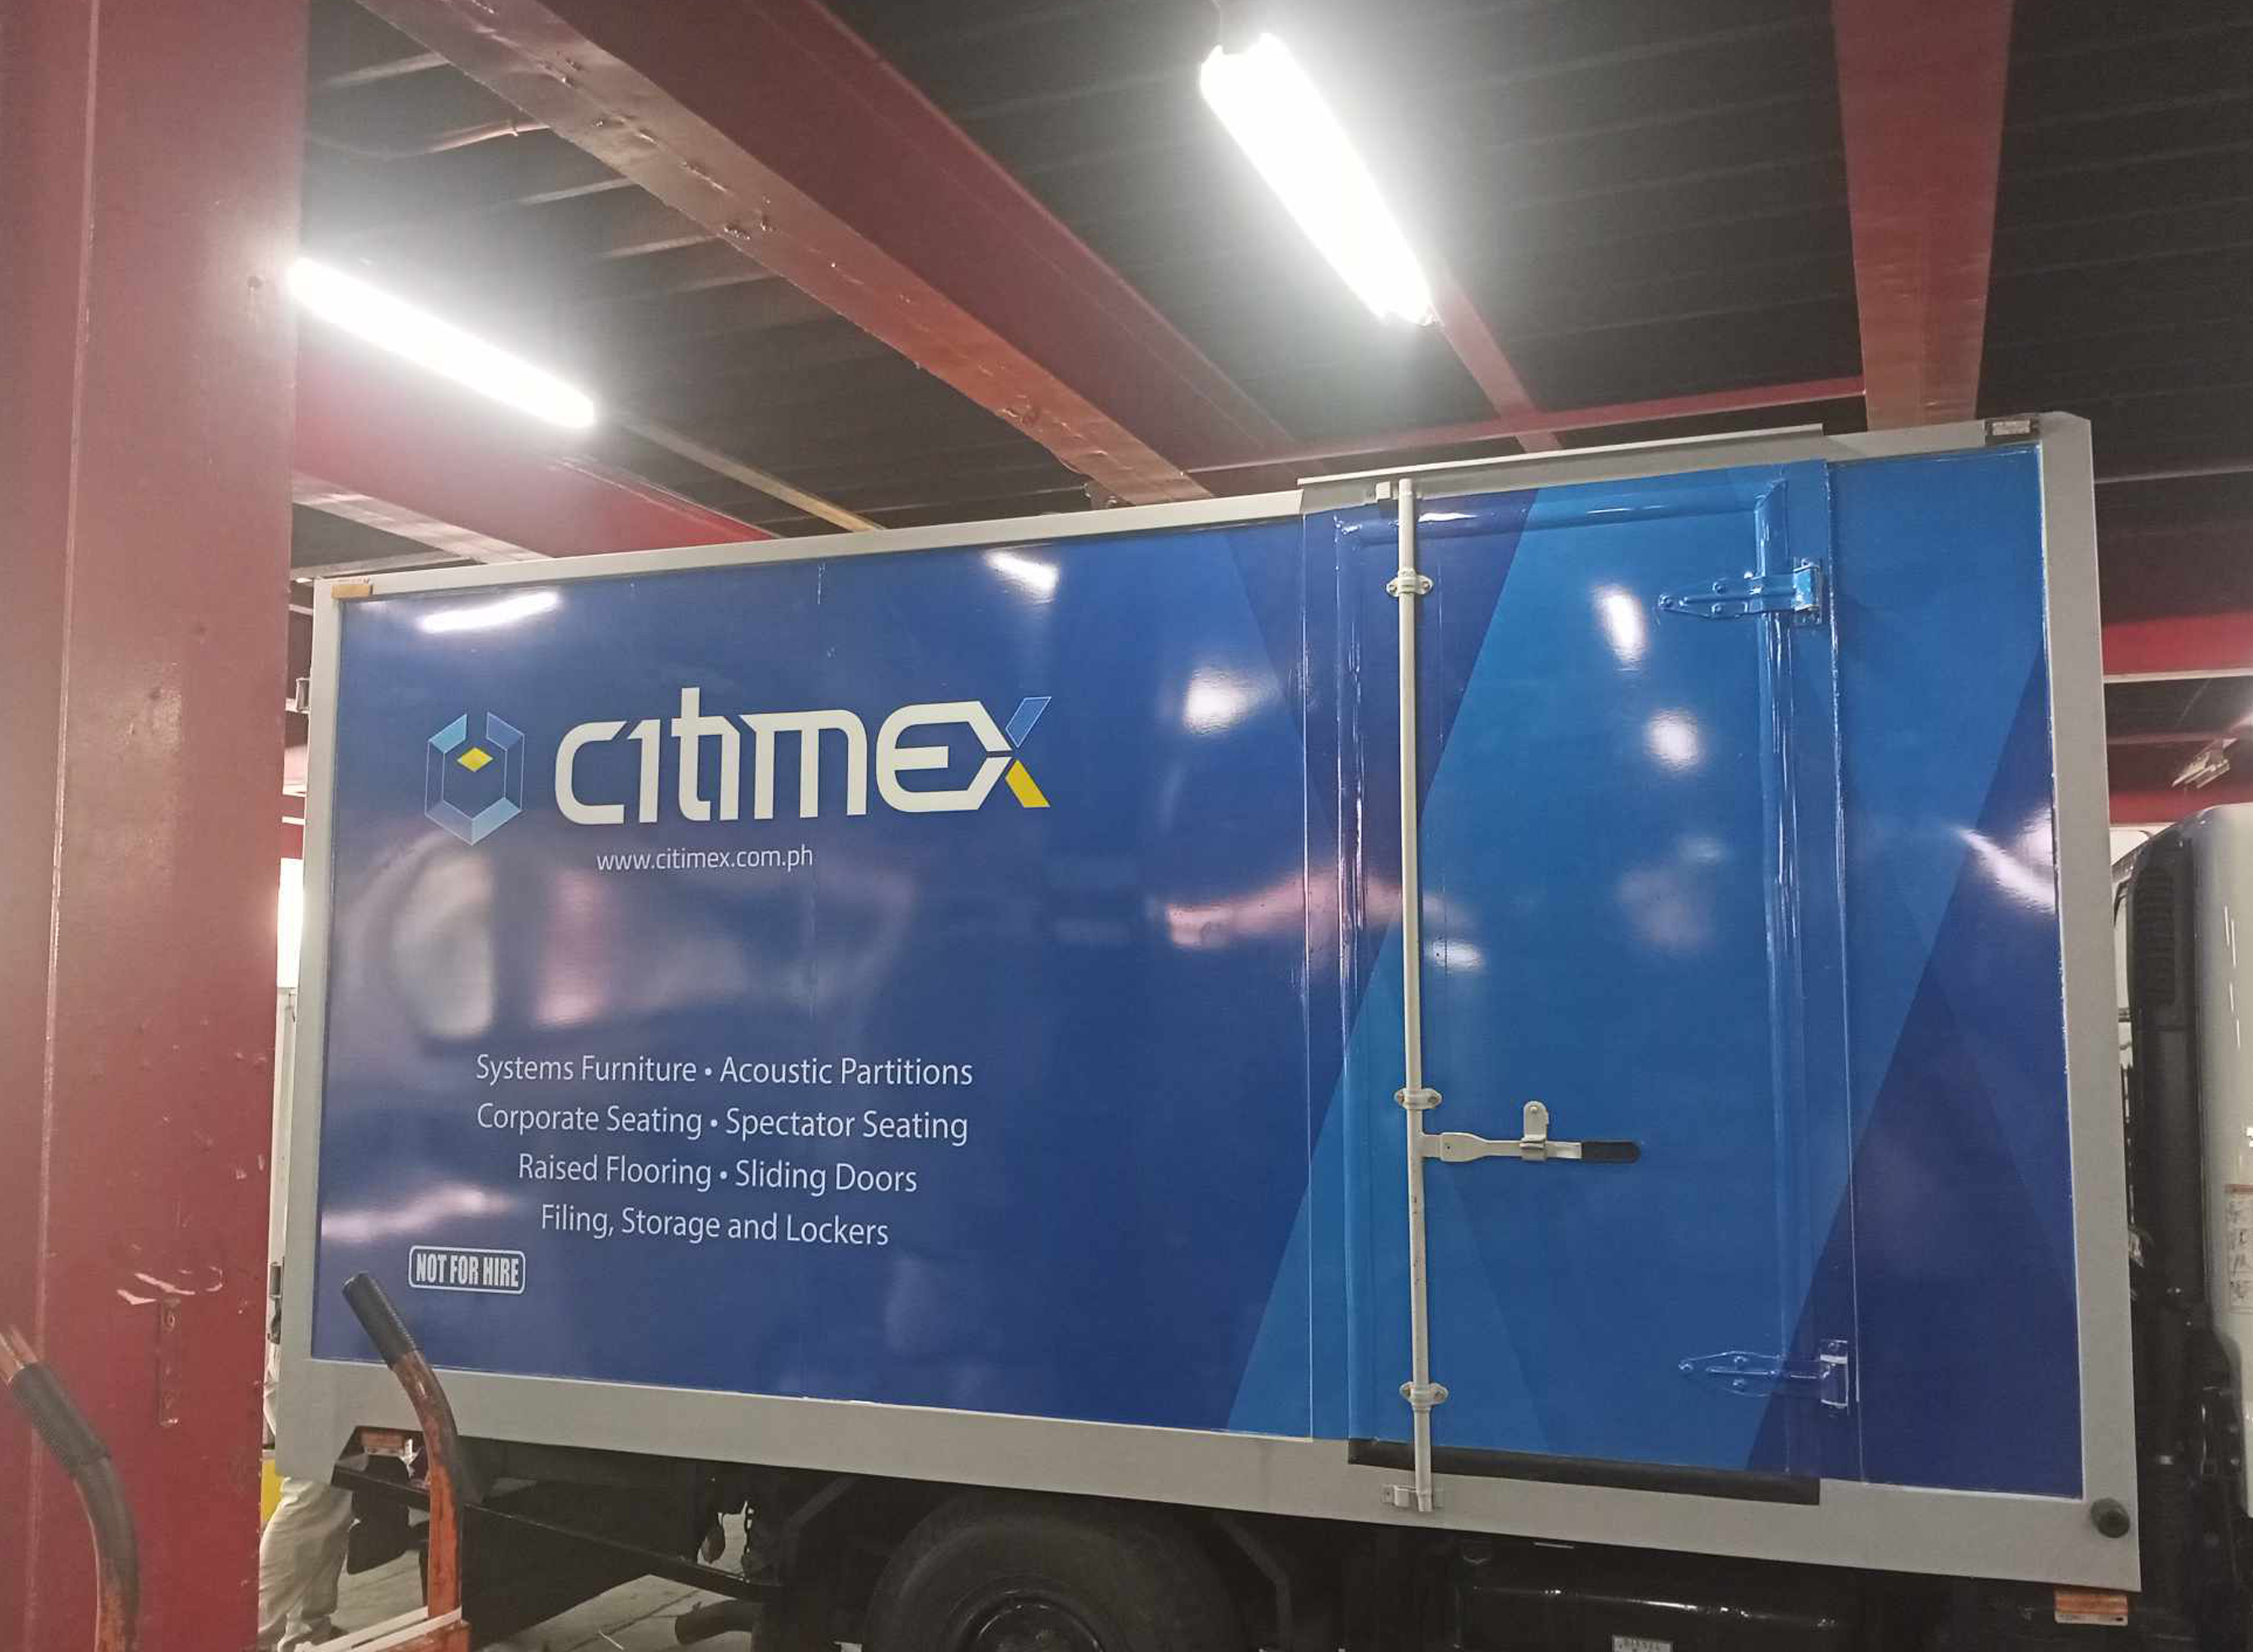 citimex
www.citimex.com.ph
Systems Furniture • Acoustic Partitions
Corporate Seating • Spectator Seating
Raised Flooring • Sliding Doors
Filing, Storage and Lockers
NOT FOR HIRE